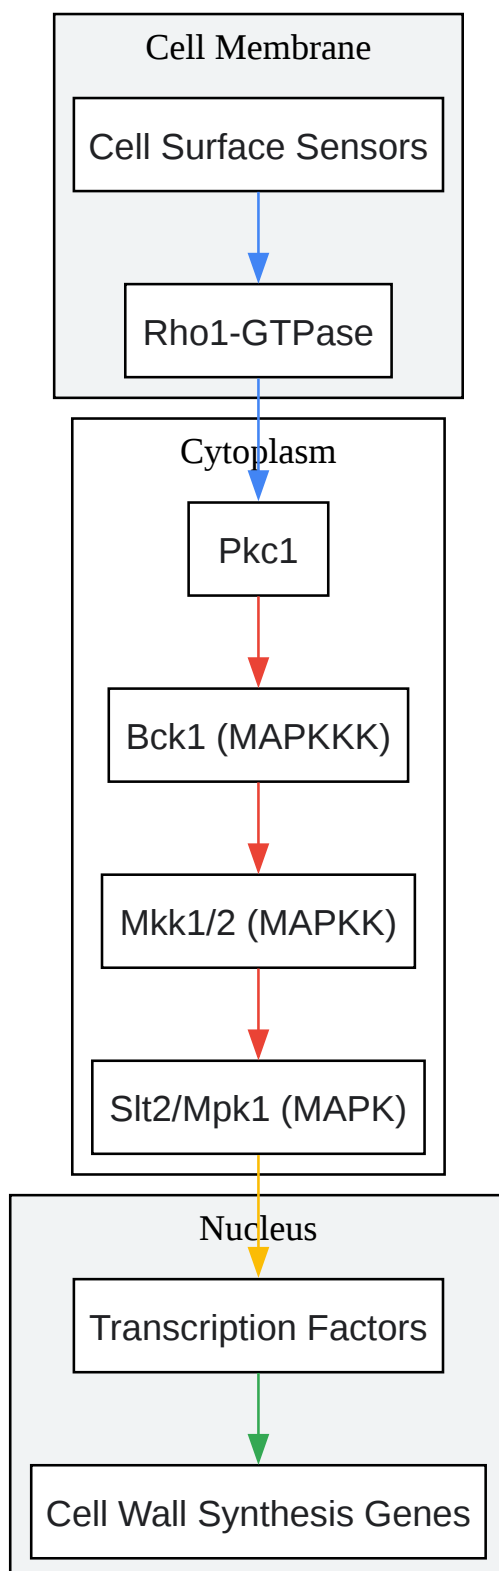 Cell Membrane
Cell Surface Sensors
Rho1-GTPase
Cytoplasm
Pkc1
Bck1 (MAPKKK)
Mkk1/2 (MAPKK)
Slt2/Mpk1 (MAPK)
Nucleus
Transcription Factors
Cell Wall Synthesis Genes